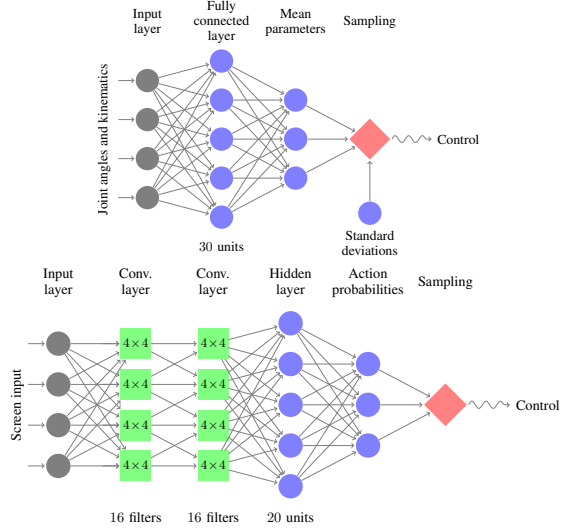 Input
layer
Fully
connected
layer
Mean
parameters
Sampling
Joint angles and kinematics
Control
30 units
Standard
deviations
Input
layer
Conv.
layer
Conv.
layer
Hidden
layer
Action
probabilities
Sampling
Screen input
4×4 4×4
4×4 4×4
4×4 4×4
4×4 4×4
Control
16 filters 16 filters 20 units